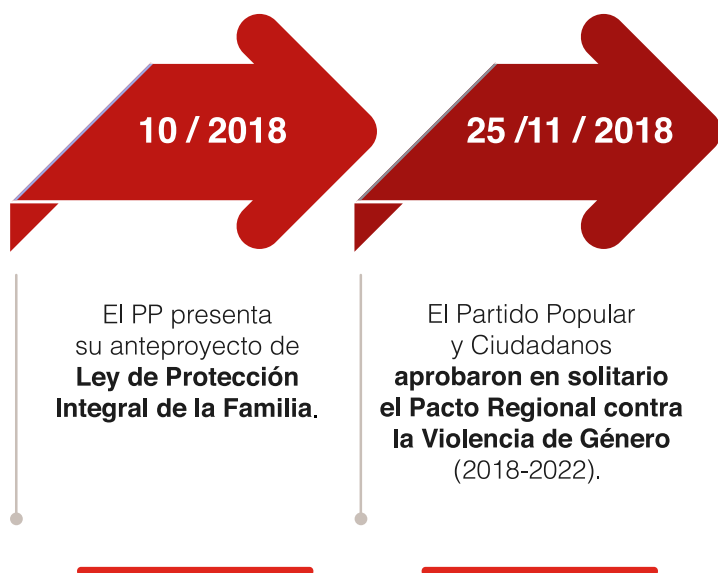 10 / 2018
El PP presenta
su anteproyecto de
Ley de Protección
Integral de la Familia.
25 /11 / 2018
El Partido Popular
y Ciudadanos
aprobaron en solitario
el Pacto Regional contra
la Violencia de Género
(2018-2022).